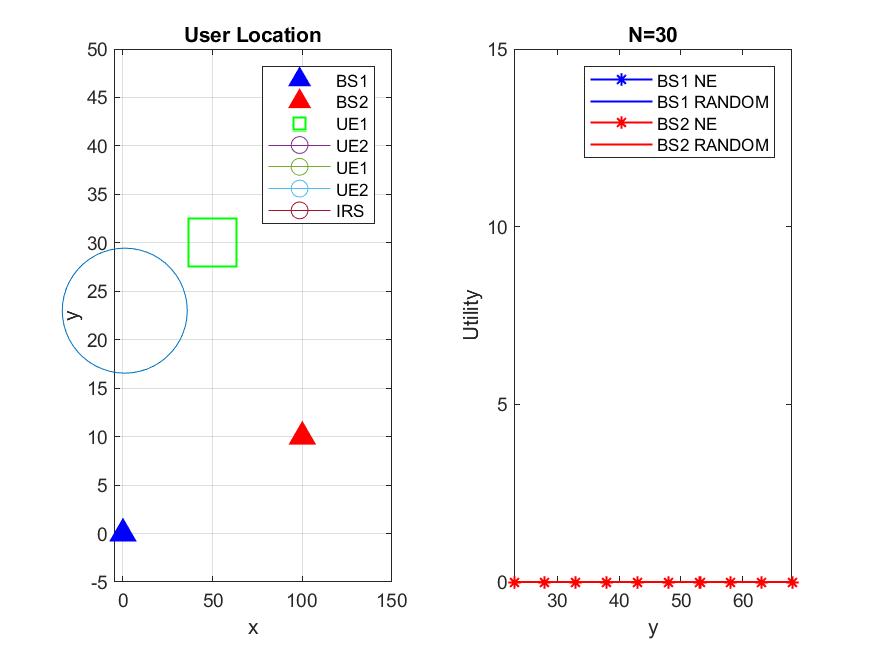 User Location
50
45
40
35
30
25
20
15
10
5
0
-5
y
0
50
100
150
x
BS1
BS2
UE1
UE2
UE1
UE2
IRS
N=30
15
10
5
0
Utility
30
40
50
60
y
BS1 NE
BS1 RANDOM
BS2 NE
BS2 RANDOM